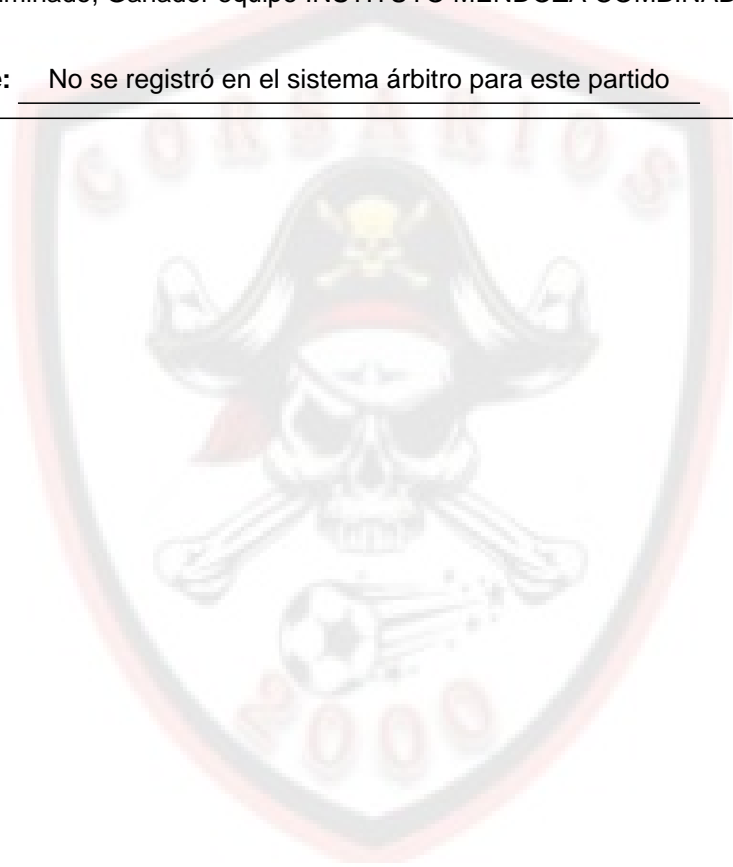 Ganador equipo INSTITUTO MENDOZA
No se registró en el sistema árbitro para este partido
CORSARIOS
2000